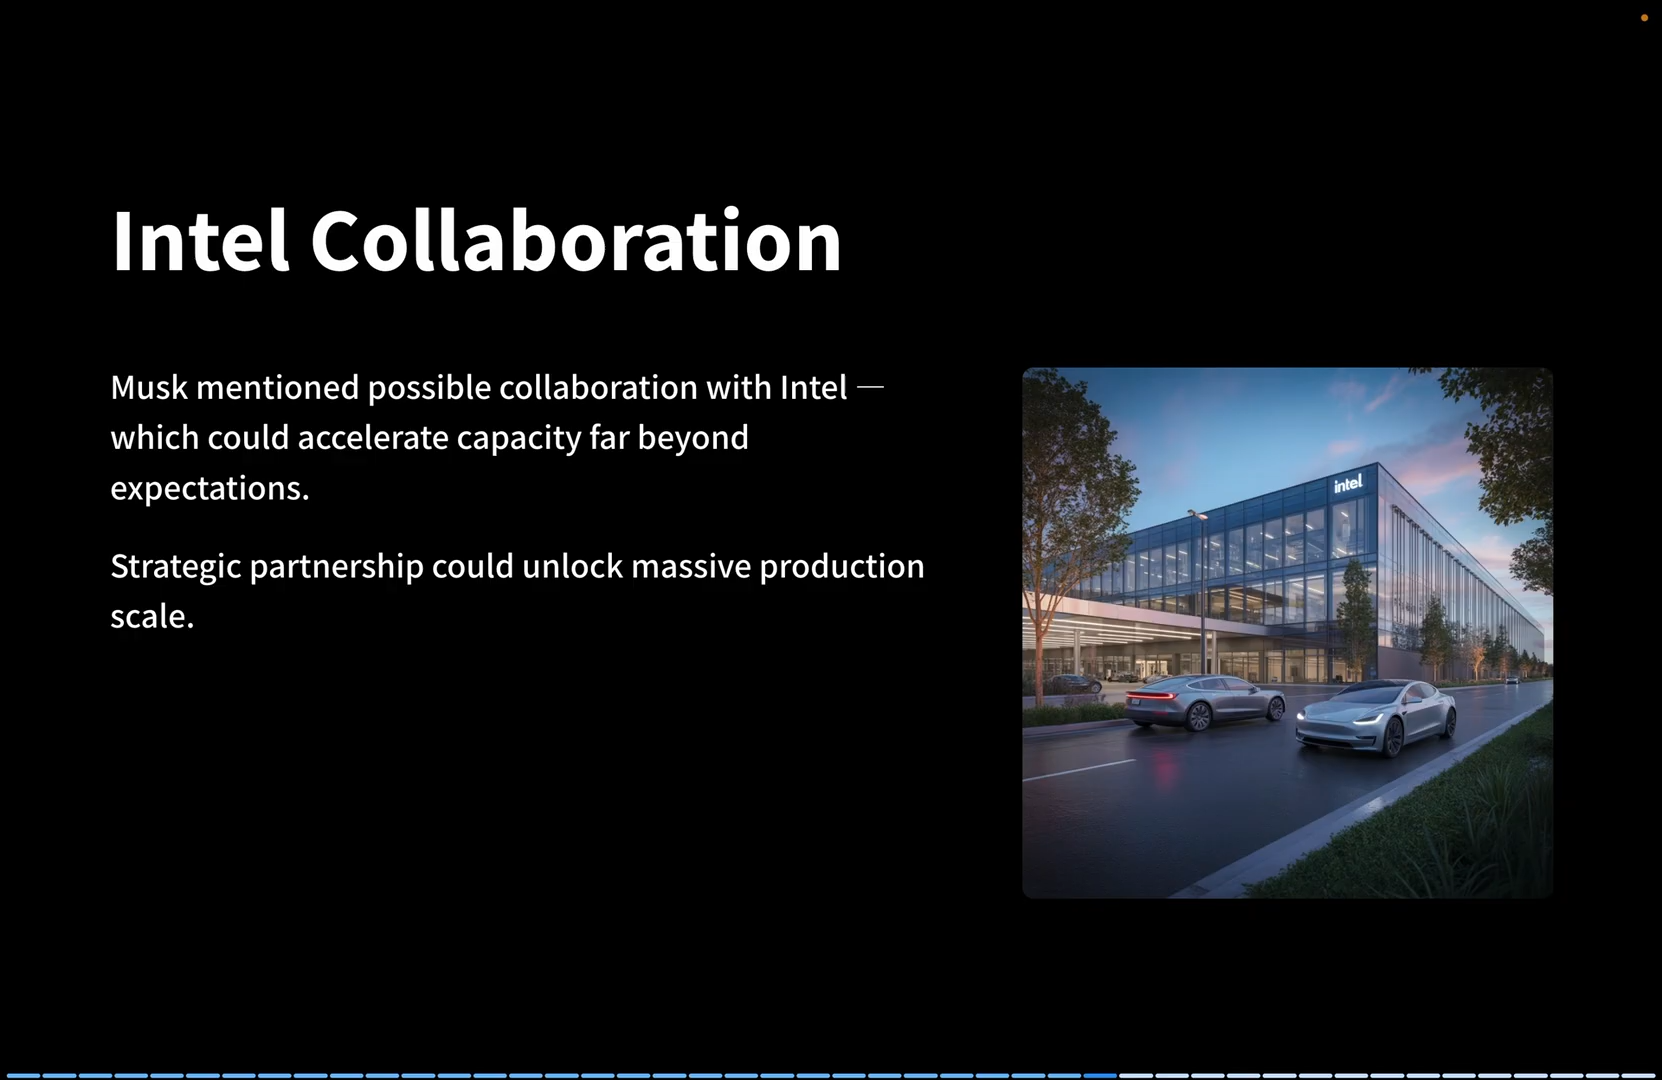 Intel Collaboration
Musk mentioned possible collaboration with Intel —
which could accelerate capacity far beyond
expectations.
Strategic partnership could unlock massive production
scale.
intel